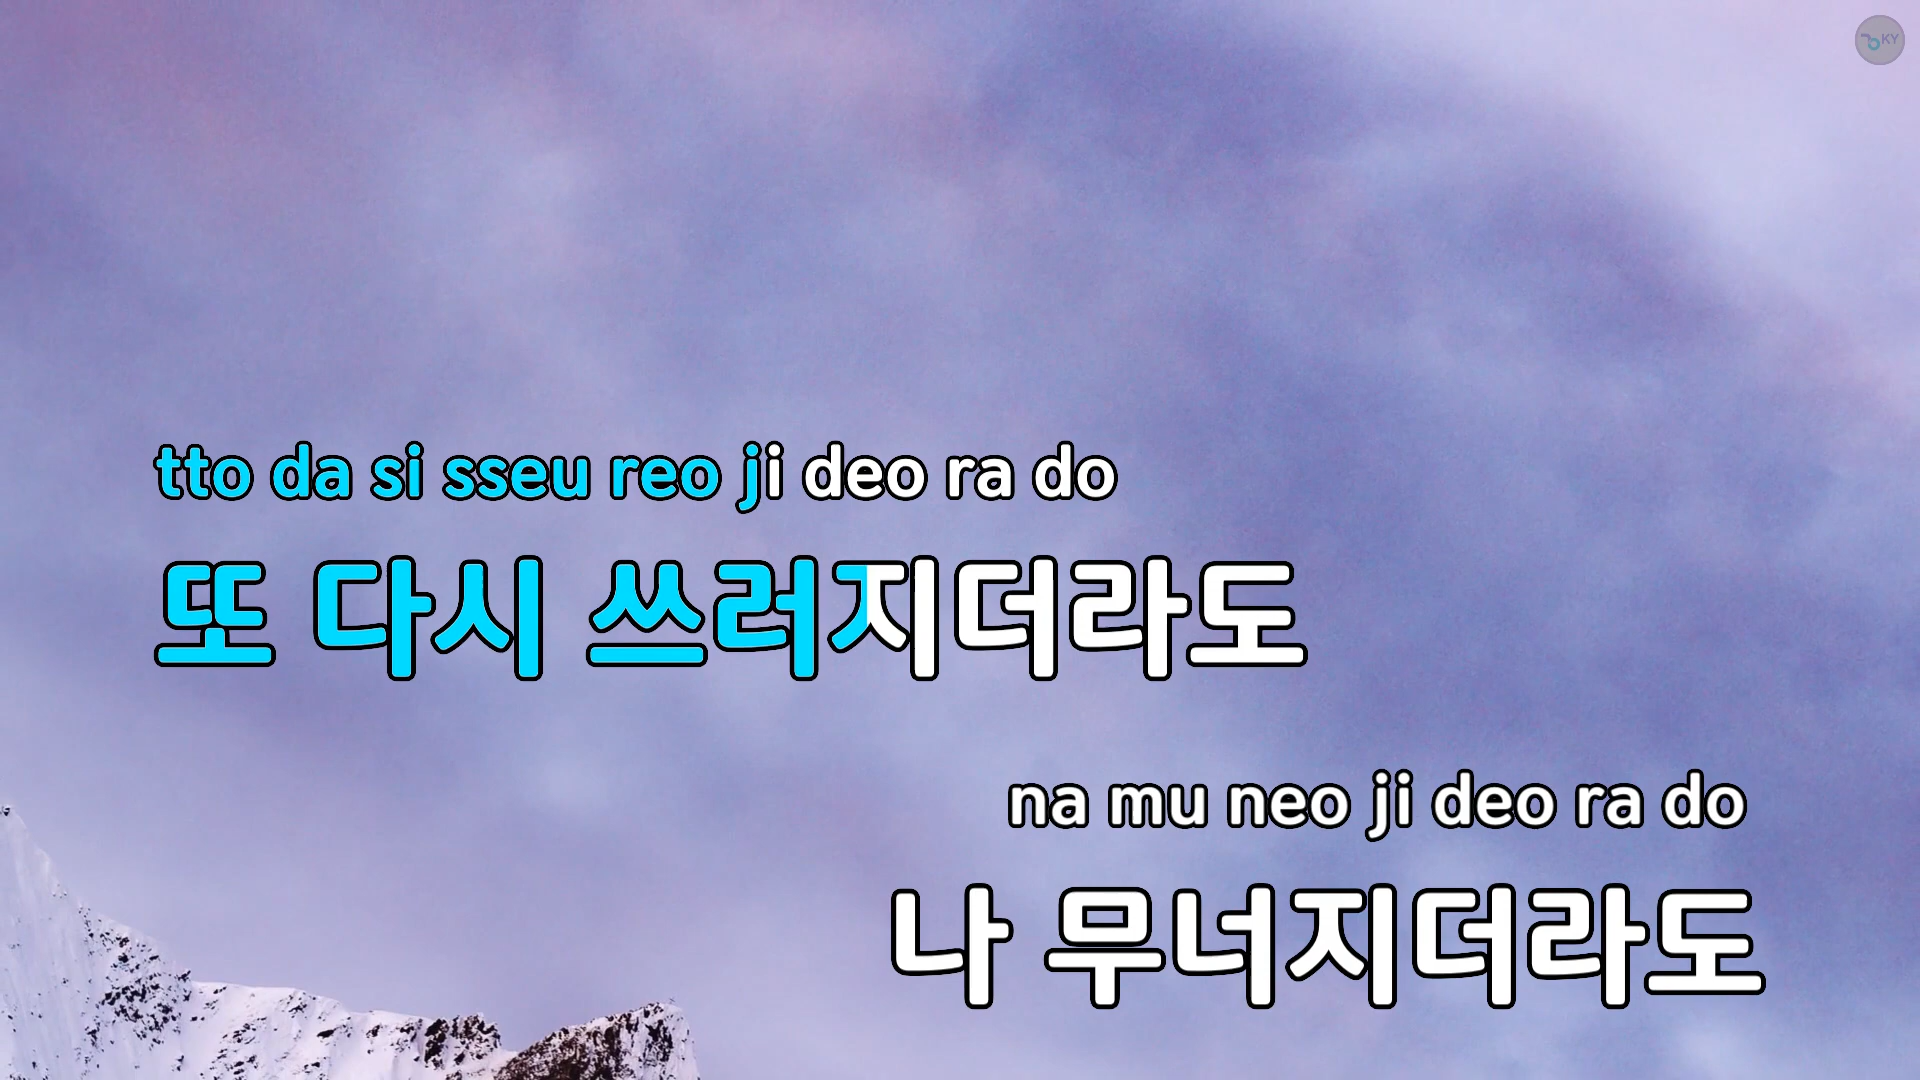 KY
tto da si sseu reo ji deo ra do
또 다시 쓰러지더라도
na mu neo ji deo ra do
나 무너지더라도